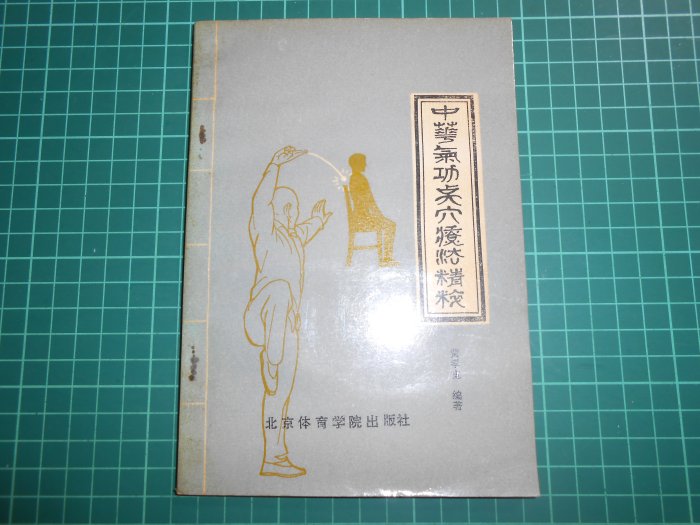 中華氣功点穴療法精粹
编著
北京体育学院出版社